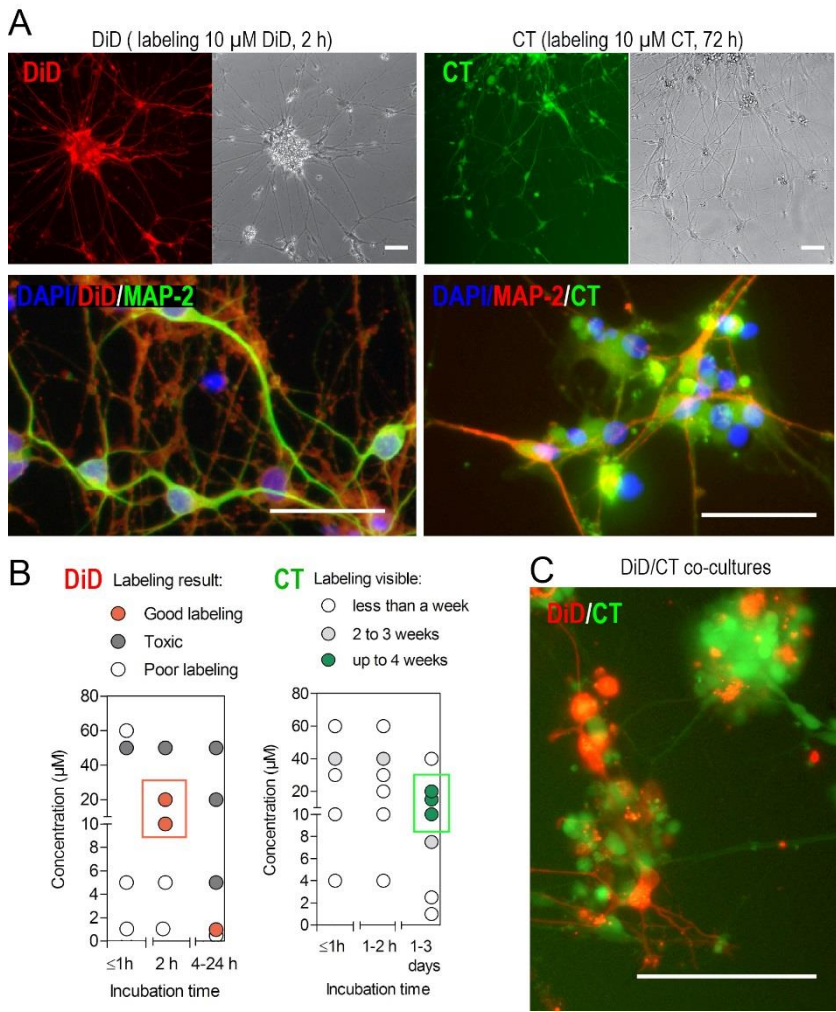 A
DiD ( labeling 10 µM DiD, 2 h)
CT (labeling 10 µM CT, 72 h)
DiD
CT
DAPI/DiD/MAP-2
DAPI/MAP-2/CT
B
DiD Labeling result:
Good labeling
Toxic
Poor labeling
Concentration (µM)
80
60
40
20
10
8
6
4
2
0
≤1h 2 h 4-24 h
Incubation time
CT Labeling visible:
less than a week
2 to 3 weeks
up to 4 weeks
Concentration (µM)
80
60
40
20
10
8
6
4
2
0
≤1h 1-2 h 1-3
days
Incubation time
C
DiD/CT co-cultures
DiD/CT